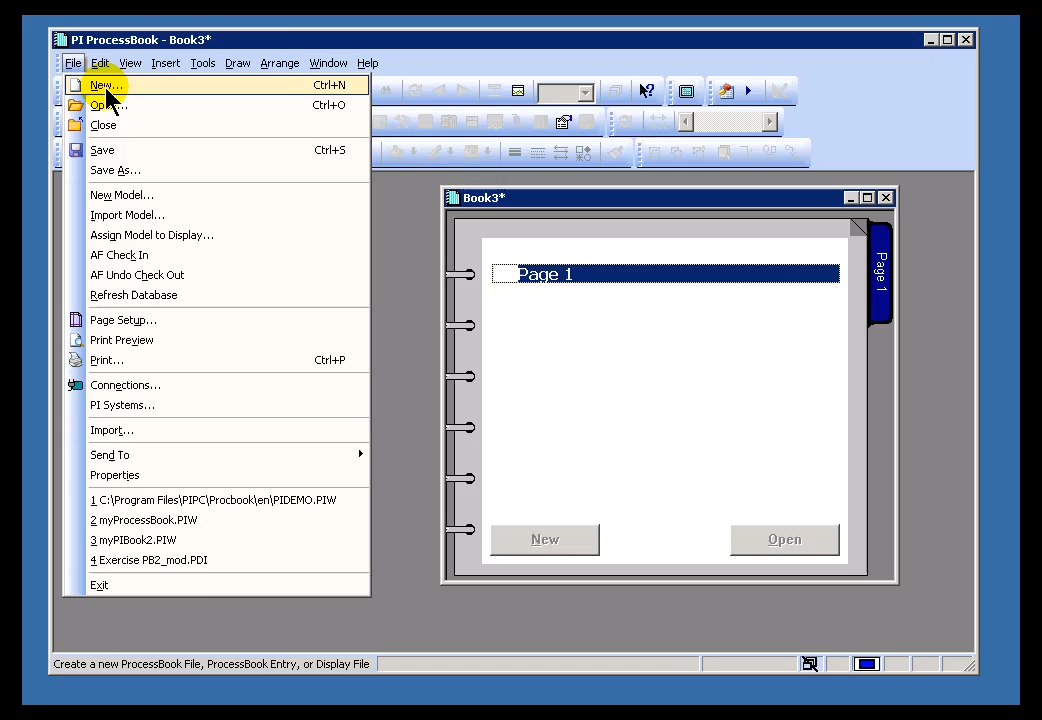 PI ProcessBook - Book3*
File Edit View Insert Tools Draw Arrange Window Help
New... Ctrl+N
Ctrl+O
Close
Save Ctrl+S
Save As...
New Model...
Import Model...
Assign Model to Display...
AF Check In
AF Undo Check Out
Refresh Database
Page Setup...
Print Preview
Print... Ctrl+P
Connections...
PI Systems...
Import...
Send To
Properties
1 C:\Program Files\PIPC\Procbook\en\PIDEMO.PIW
2 myProcessBook.PIW
3 myPIBook2.PIW
4 Exercise PB2_mod.PDI
Exit
Book3*
Page 1
Page 1
New Open
Create a new ProcessBook File, ProcessBook Entry, or Display File